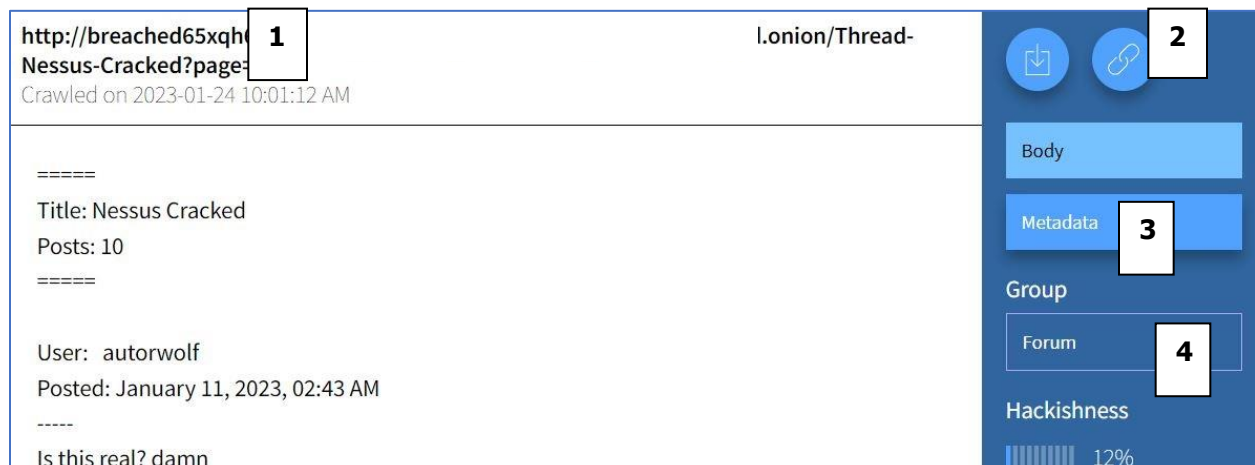 http://breached65xqh 1 l.onion/Thread-
Nessus-Cracked?page=
Crawled on 2023-01-24 10:01:12 AM
2
=====
Title: Nessus Cracked
Posts: 10
=====
User: autorwolf
Posted: January 11, 2023, 02:43 AM
-----
Is this real? damn
Body
Metadata 3
Group
Forum 4
Hackishness
12%